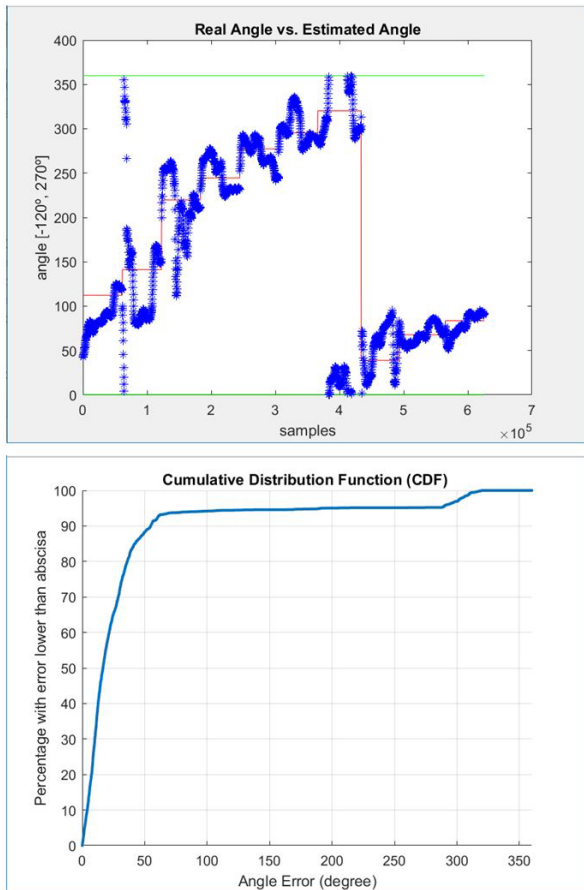 Real Angle vs. Estimated Angle
400
350
300
250
200
150
100
50
0
angle [-120º, 270º]
0 1 2 3 4 5 6 7
samples
×10^5
Cumulative Distribution Function (CDF)
100
90
80
70
60
50
40
30
20
10
0
Percentage with error lower than abscisa
0 50 100 150 200 250 300 350
Angle Error (degree)